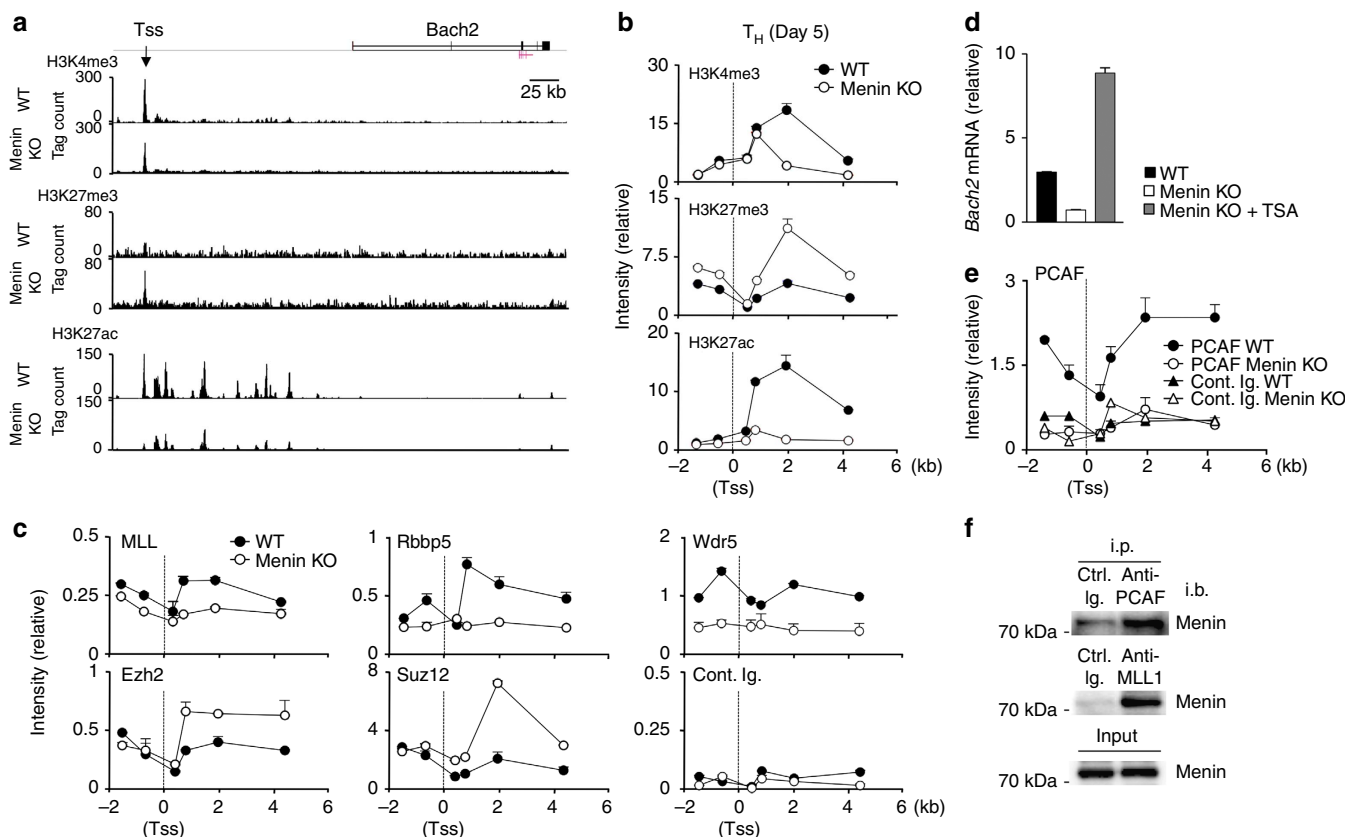 a
Tss
Bach2
H3K4me3
25 kb
300
0
300
0
WT
Menin KO
Tag count
H3K27me3
80
0
80
0
WT
Menin KO
Tag count
H3K27ac
150
0
150
0
WT
Menin KO
Tag count
b
TH (Day 5)
WT
Menin KO
H3K4me3
30
15
0
H3K27me3
15
7.5
0
H3K27ac
20
10
0
Intensity (relative)
−2 0 2 4 6 (kb)
(Tss)
c
MLL
WT
Menin KO
0.5
0.25
0
Rbbp5
1
0.5
0
Wdr5
2
1
0
Ezh2
1
0.5
0
Suz12
8
4
0
Cont. Ig.
0.5
0.25
0
Intensity (relative)
−2 0 2 4 6
−2 0 2 4 6
−2 0 2 4 6 (kb)
(Tss)
(Tss)
(Tss)
d
Bach2 mRNA (relative)
10
5
0
WT
Menin KO
Menin KO + TSA
e
PCAF
3
1.5
0
Intensity (relative)
PCAF WT
PCAF Menin KO
Cont. Ig. WT
Cont. Ig. Menin KO
−2 0 2 4 6
(kb)
(Tss)
f
i.p.
Ctrl. Ig.
Anti-PCAF
i.b.
70 kDa -
Menin
Ctrl. Ig.
Anti-MLL1
70 kDa -
Menin
Input
70 kDa -
Menin